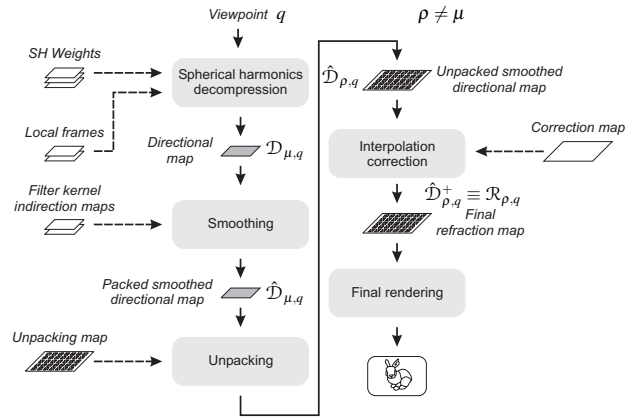 Viewpoint q
ρ ≠ μ
SH Weights
Spherical harmonics
decompression
Local frames
Directional
map
𝒟μ,q
Filter kernel
indirection maps
Smoothing
Packed smoothed
directional map
𝒟̂μ,q
Unpacking map
Unpacking
𝒟̂ρ,q
Unpacked smoothed
directional map
Interpolation
correction
Correction map
𝒟̂⁺ρ,q ≡ ℛρ,q
Final
refraction map
Final rendering